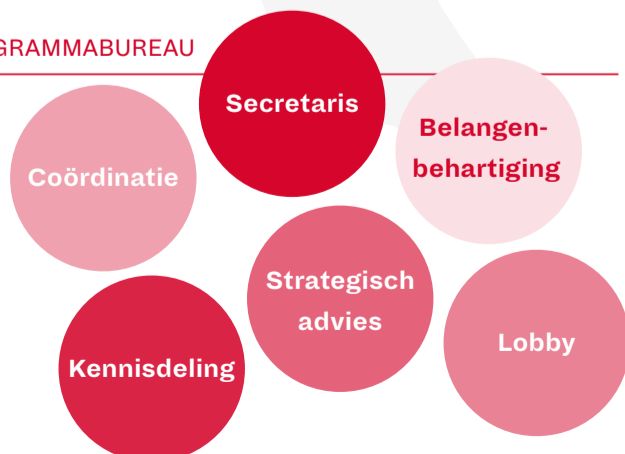 GRAMMABUREAU
Secretaris
Belangen-
behartiging
Coördinatie
Strategisch
advies
Lobby
Kennisdeling